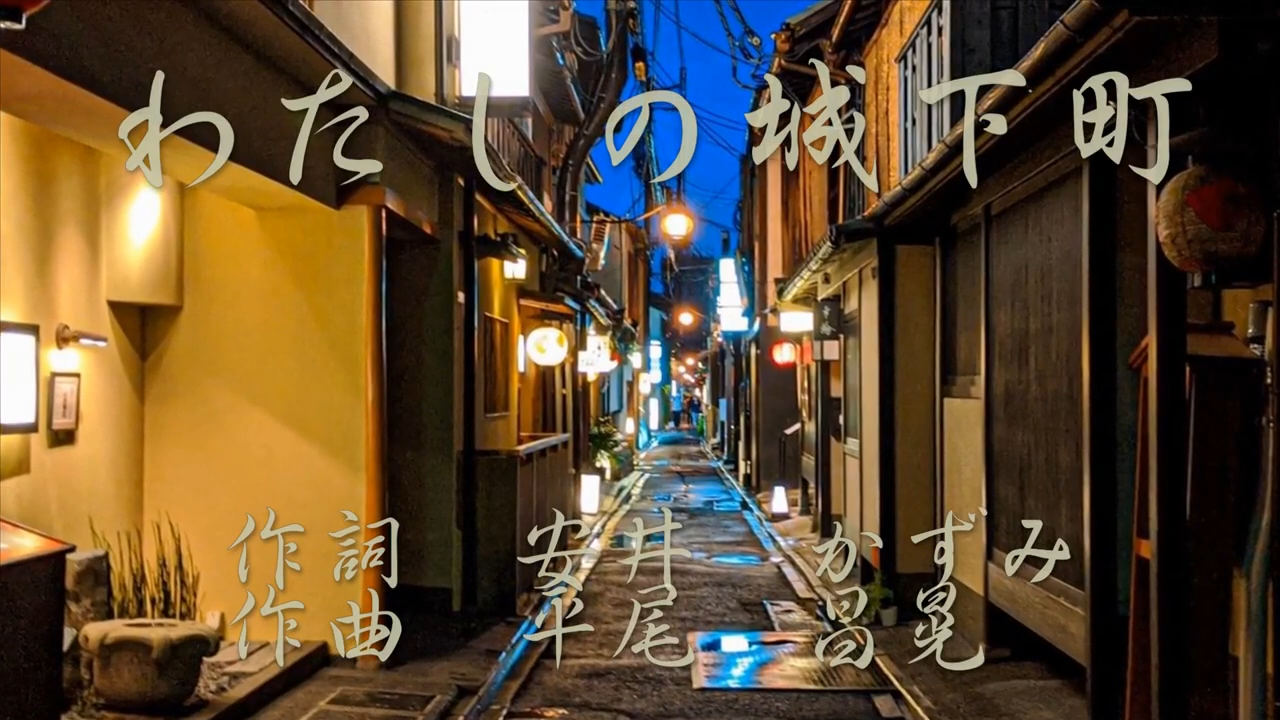 わたしの城下町
作詞 安井 かずみ
作曲 平尾 昌晃